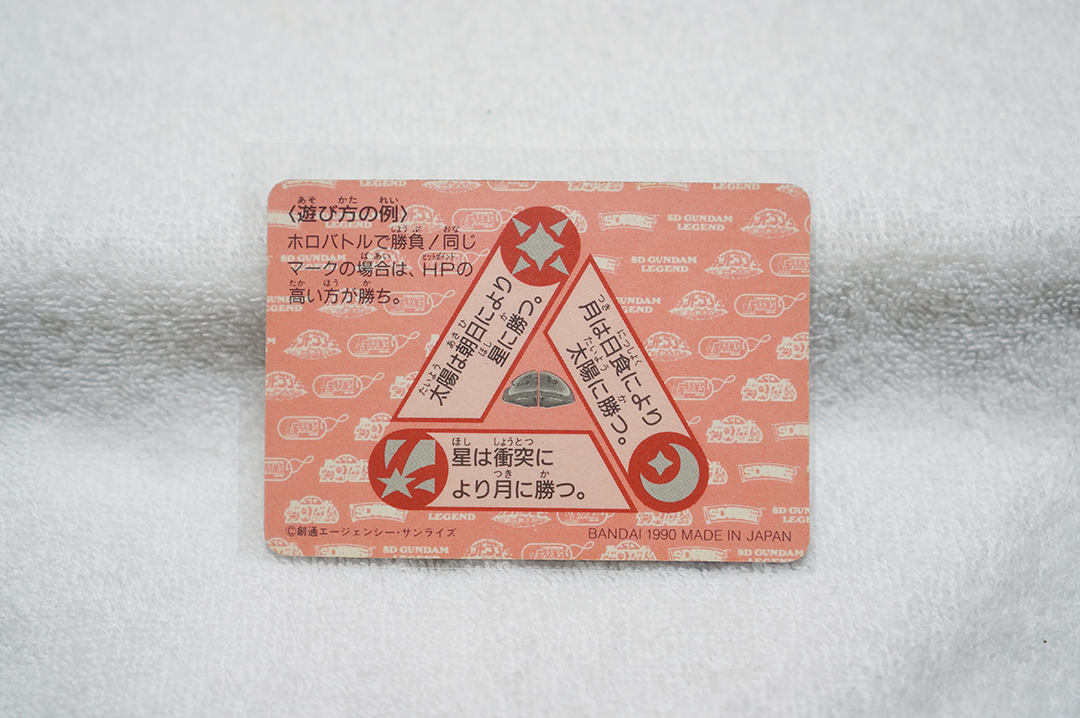 〈遊び方の例〉
ホロバトルで勝負！同じ
マークの場合は、HPの
高い方が勝ち。
太陽は朝日により
星に勝つ。
月は日食により
太陽に勝つ。
星は衝突に
より月に勝つ。
©創通エージェンシー・サンライズ
BANDAI 1990 MADE IN JAPAN
SD GUNDAM
LEGEND